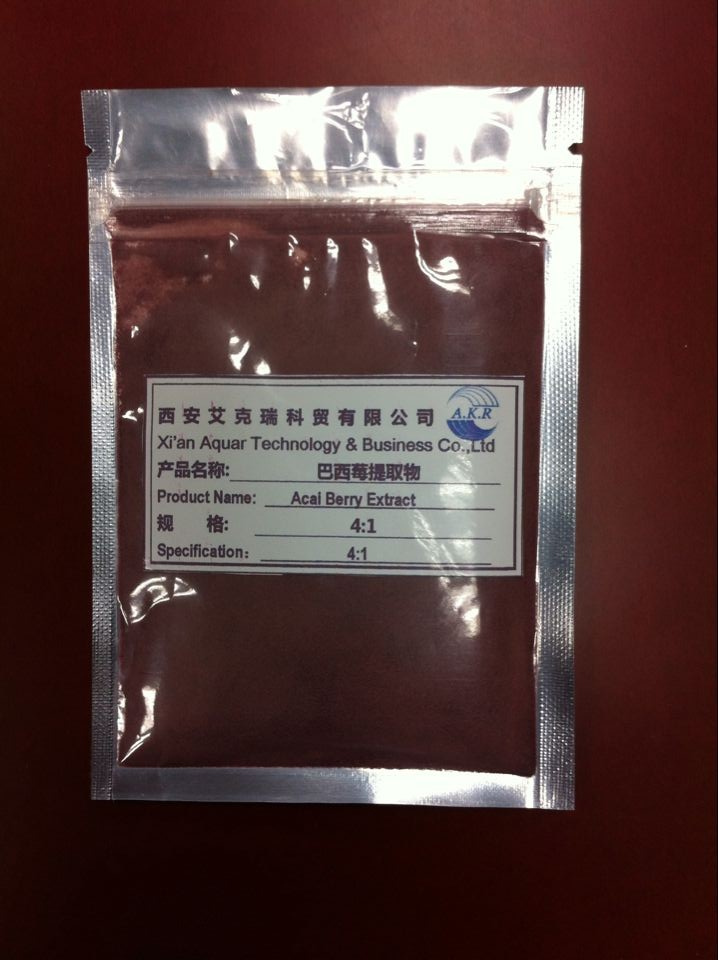 西安艾克瑞科贸有限公司
A.K.R
Xi'an Aquar Technology & Business Co.,Ltd
产品名称: 巴西莓提取物
Product Name: Acai Berry Extract
规 格: 4:1
Specification: 4:1